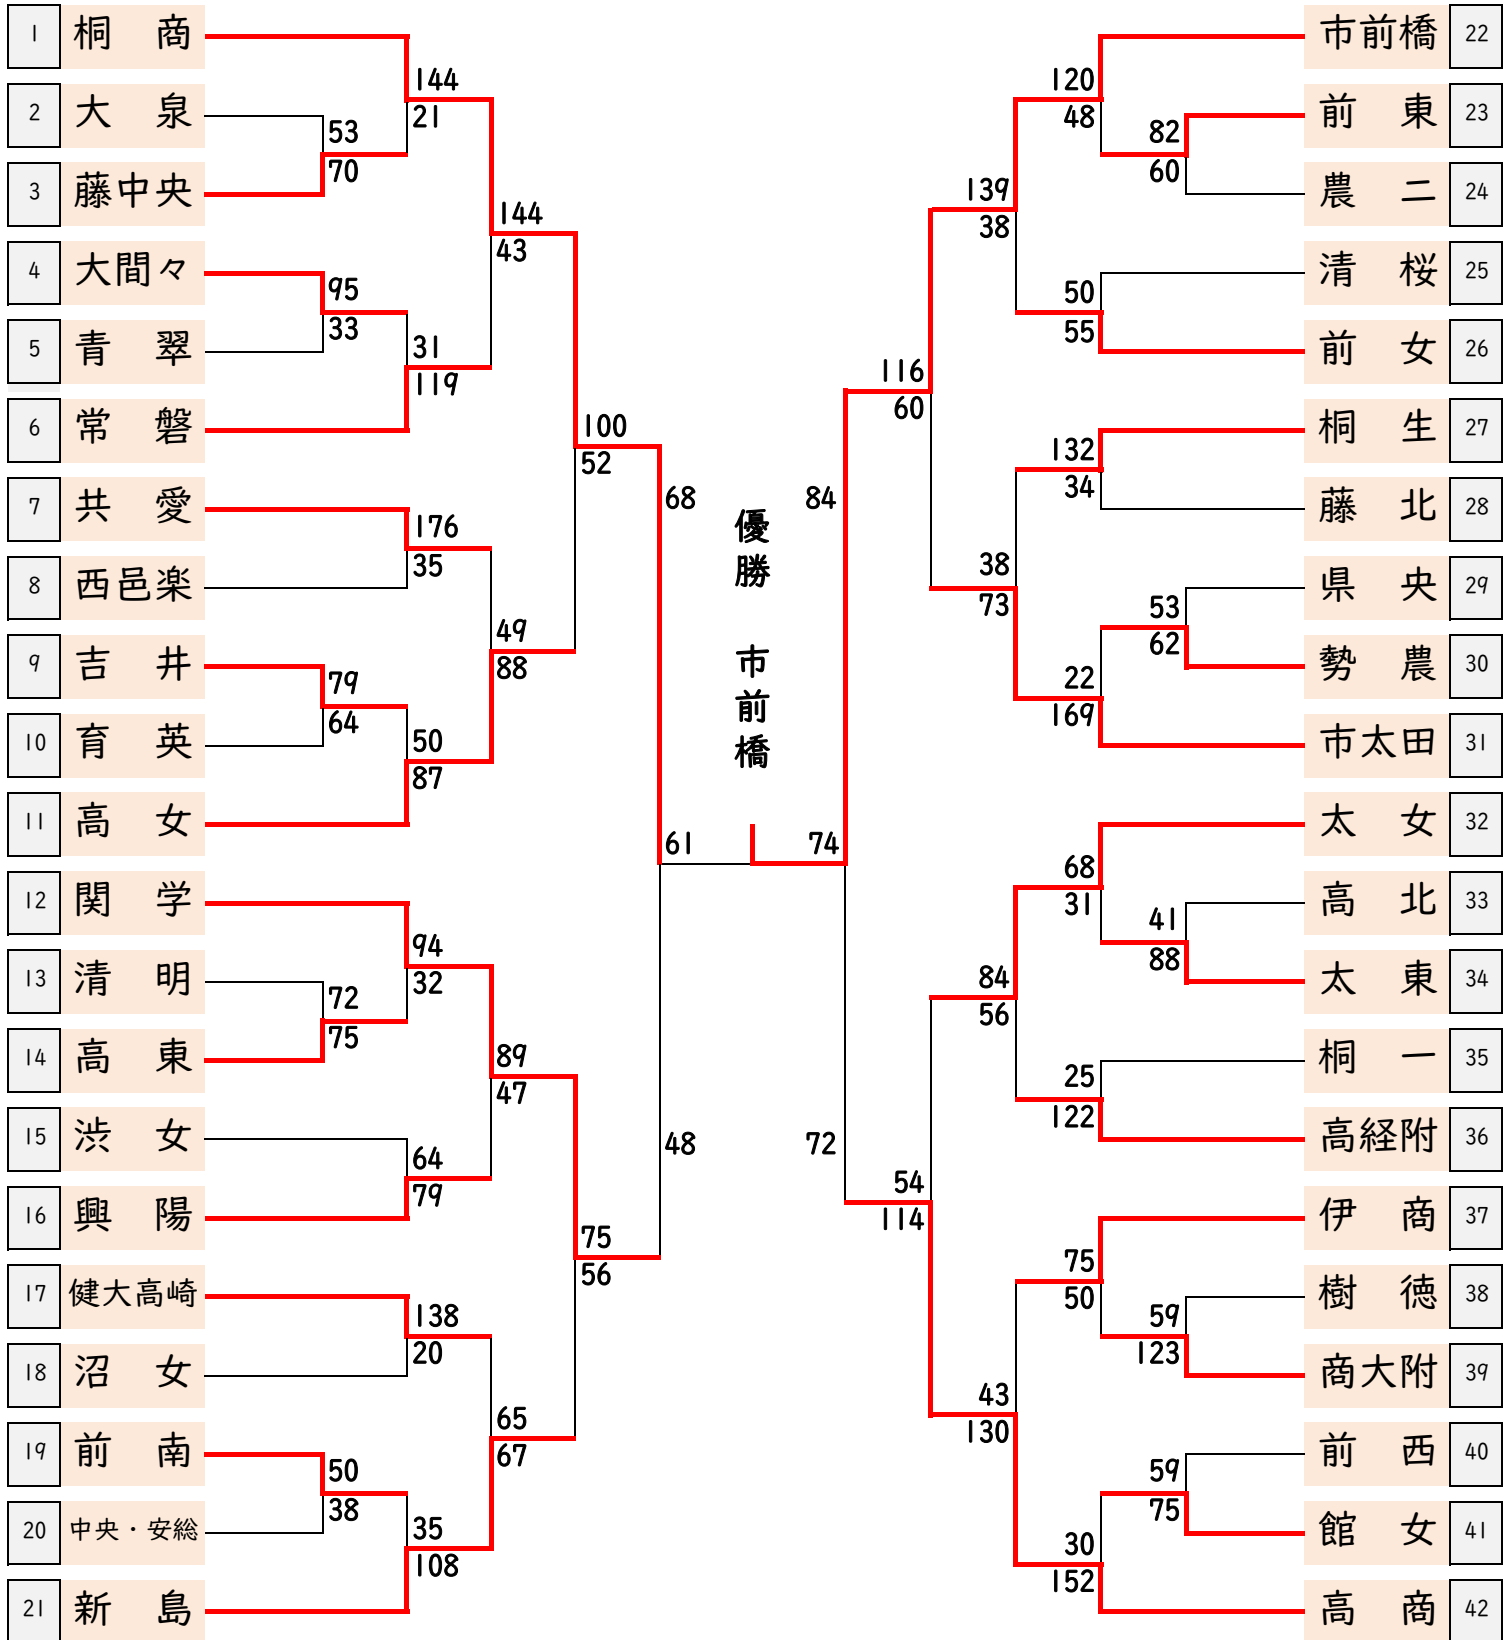 1 桐商
2 大泉
3 藤中央
4 大間々
5 青翠
6 常磐
7 共愛
8 西邑楽
9 吉井
10 育英
11 高女
12 関学
13 清明
14 高東
15 渋女
16 興陽
17 健大高崎
18 沼女
19 前南
20 中央・安総
21 新島
53
70
95
33
79
64
72
75
50
38
144
21
31
119
176
35
50
87
94
32
64
79
138
20
35
108
144
43
49
88
89
47
65
67
100
52
75
56
68
48
61
優勝 市前橋
74
84
72
116
60
54
114
139
38
38
73
84
56
43
130
120
48
50
55
132
34
22
169
68
31
25
122
75
50
30
152
82
60
53
62
41
88
59
123
59
75
市前橋 22
前東 23
農二 24
清桜 25
前女 26
桐生 27
藤北 28
県央 29
勢農 30
市太田 31
太女 32
高北 33
太東 34
桐一 35
高経附 36
伊商 37
樹徳 38
商大附 39
前西 40
館女 41
高商 42